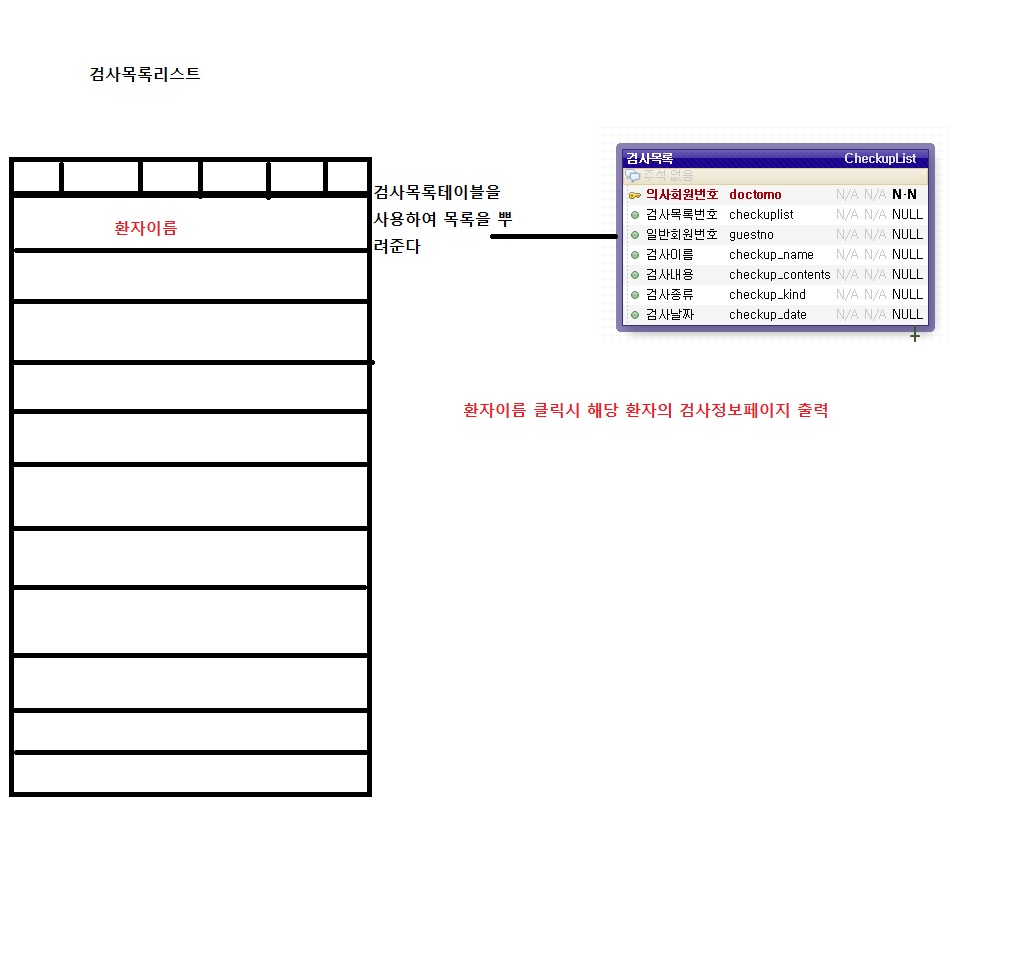 검사목록리스트
환자이름
검사목록테이블을
사용하여 목록을 뿌
려준다
검사목록 CheckupList
주석 없음
의사회원번호 doctorno N/A N/A N-N
검사목록번호 checkuplist N/A N/A NULL
일반회원번호 guestno N/A N/A NULL
검사이름 checkup_name N/A N/A NULL
검사내용 checkup_contents N/A N/A NULL
검사종류 checkup_kind N/A N/A NULL
검사날짜 checkup_date N/A N/A NULL
환자이름 클릭시 해당 환자의 검사정보페이지 출력